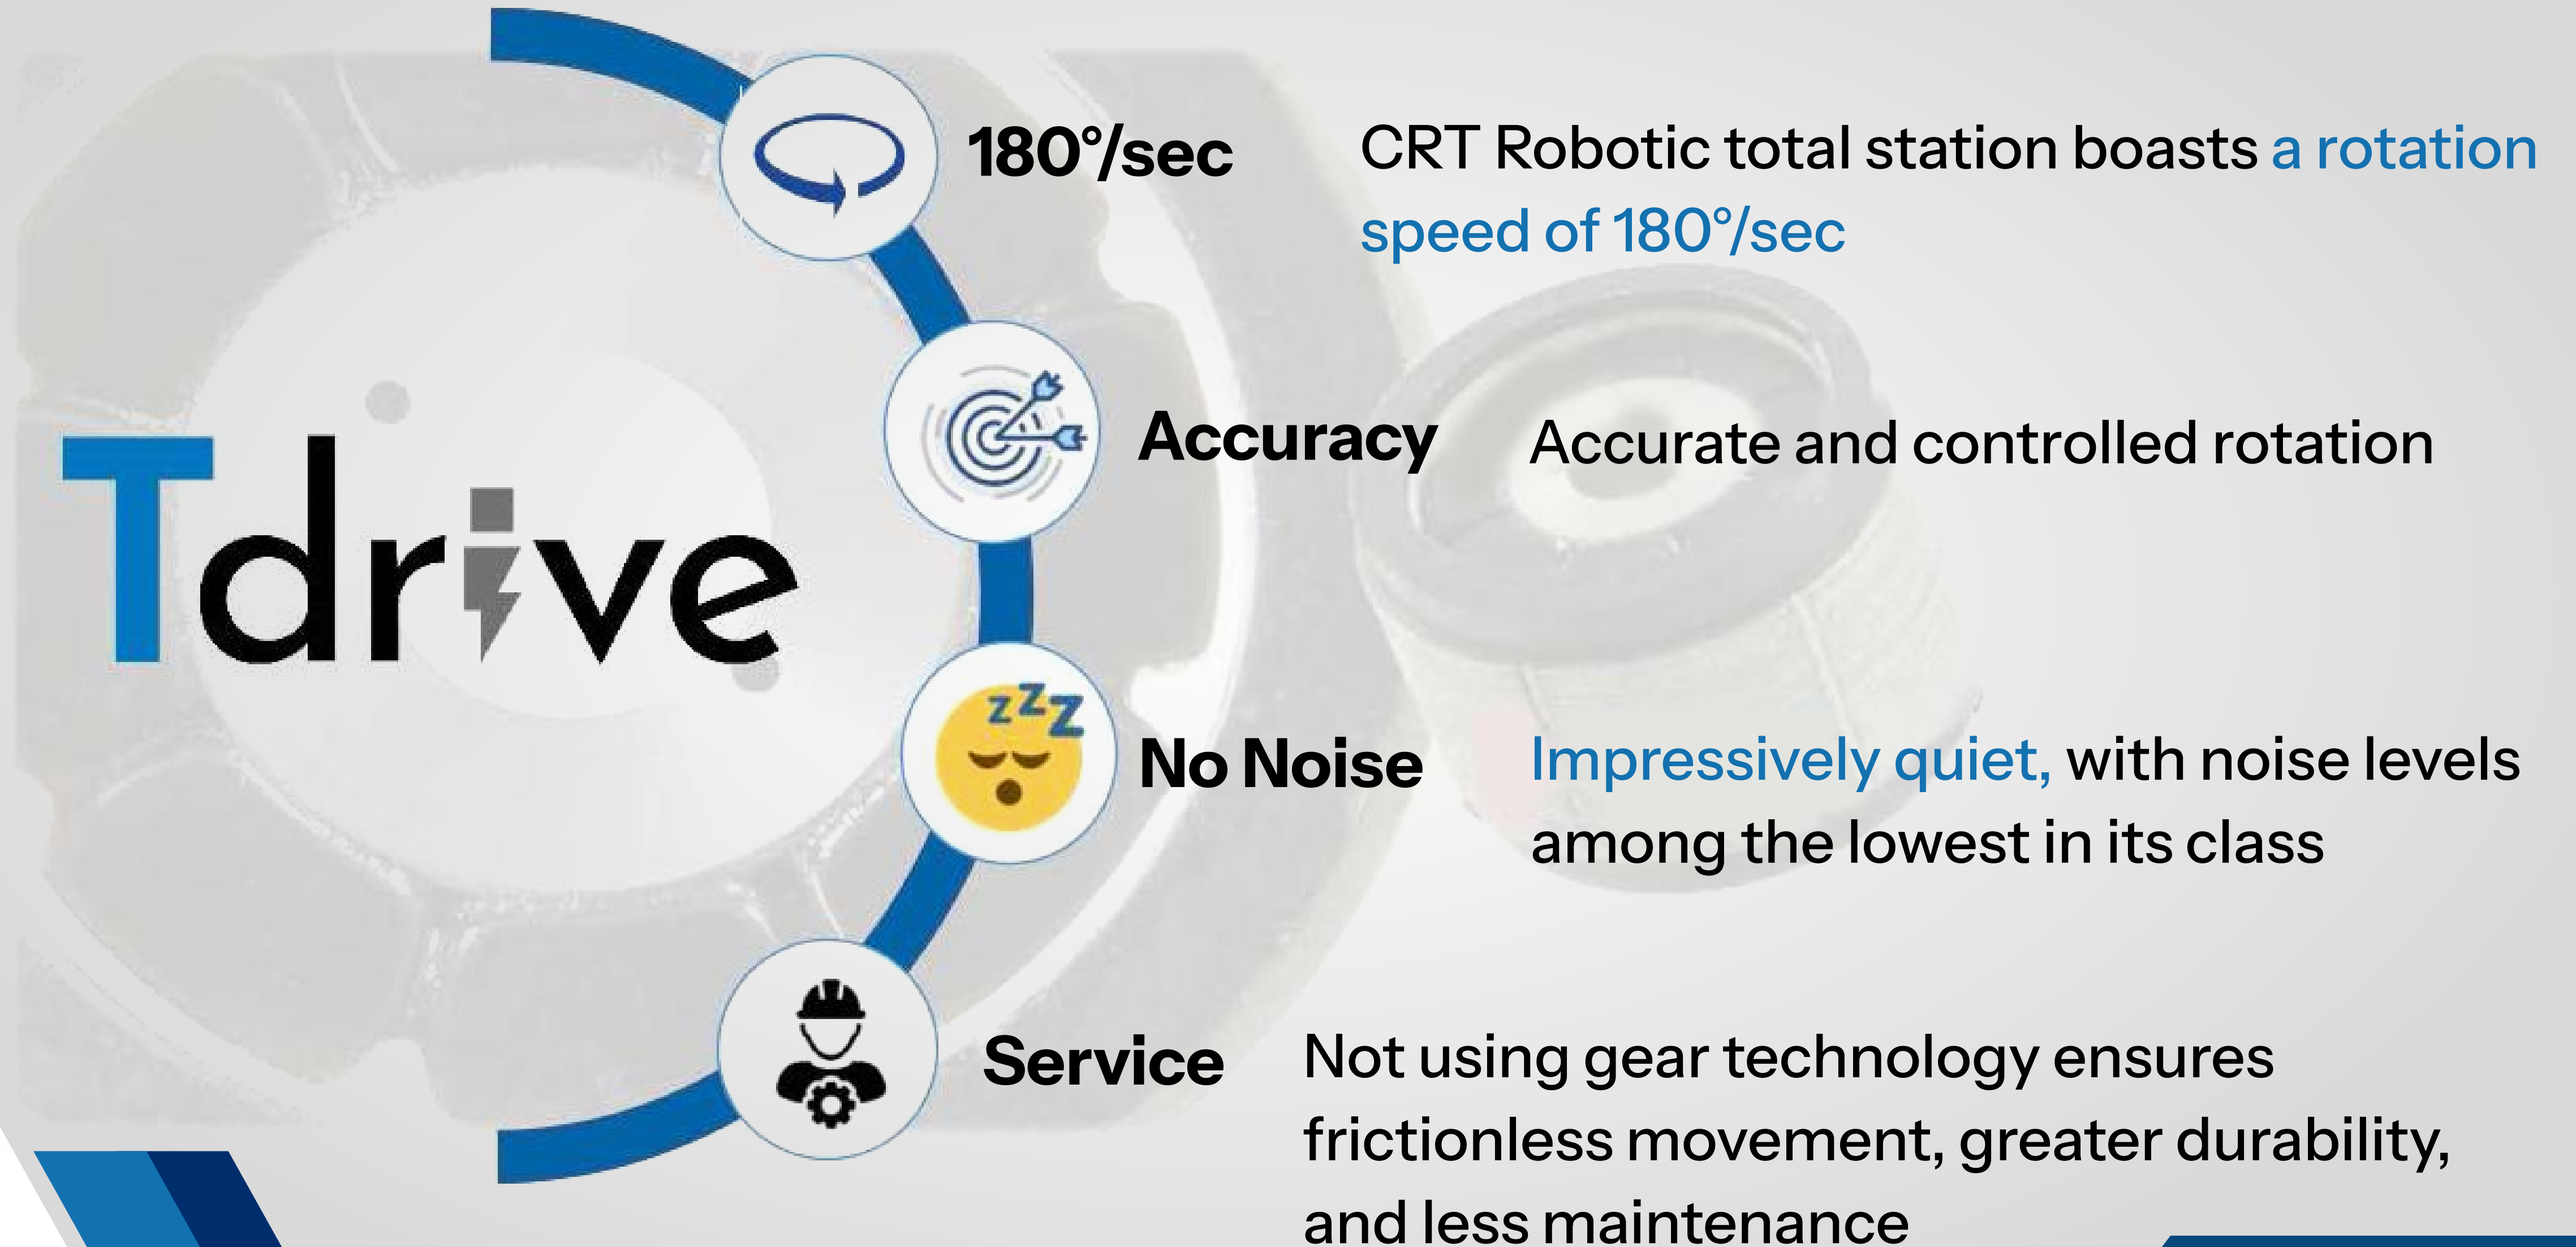 Tdrive
180°/sec
CRT Robotic total station boasts a rotation
speed of 180°/sec
Accuracy
Accurate and controlled rotation
zzz
No Noise
Impressively quiet, with noise levels
among the lowest in its class
Service
Not using gear technology ensures
frictionless movement, greater durability,
and less maintenance